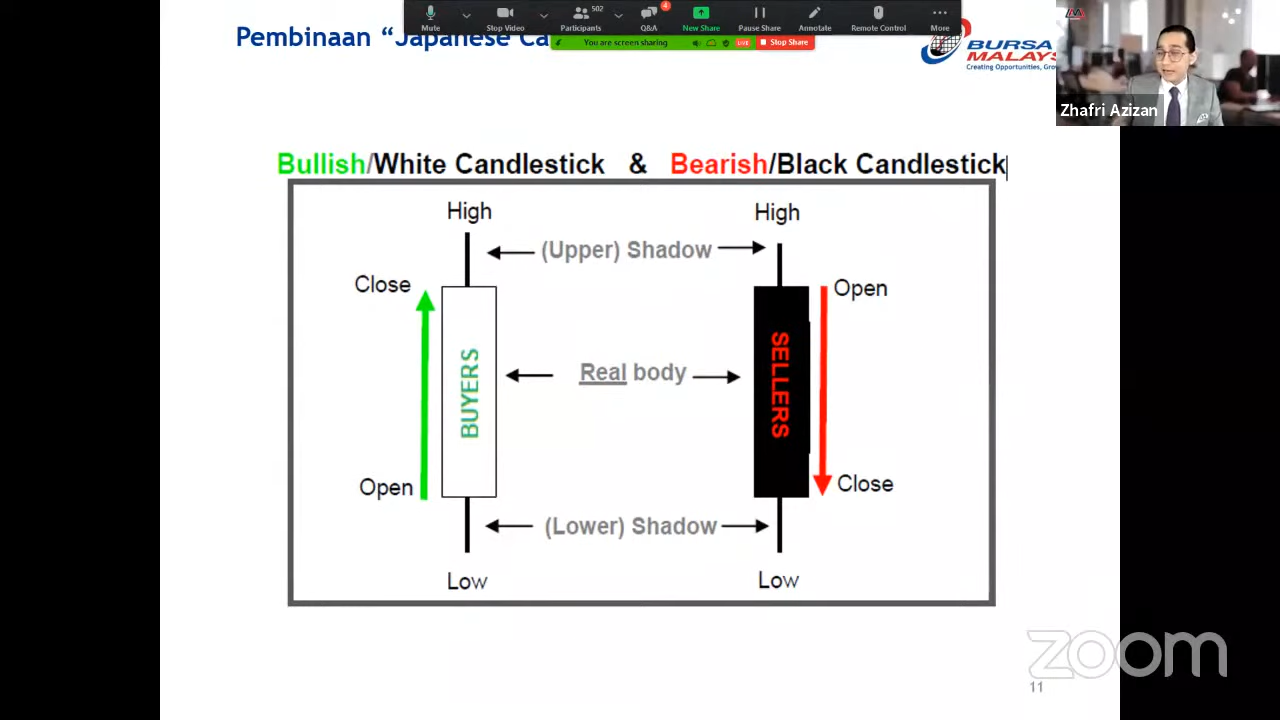 502
4
Mute
Stop Video
Participants
Q&A
New Share
Pause Share
Annotate
Remote Control
More
You are screen sharing
LIVE
Stop Share
Pembinaan “Japanese Ca
BURSA
MALAYS
Creating Opportunities, Grow
Zhafri Azizan
Bullish/White Candlestick & Bearish/Black Candlestick
High
High
(Upper) Shadow
Close
Open
BUYERS
Real body
SELLERS
Open
Close
(Lower) Shadow
Low
Low
zoom
11